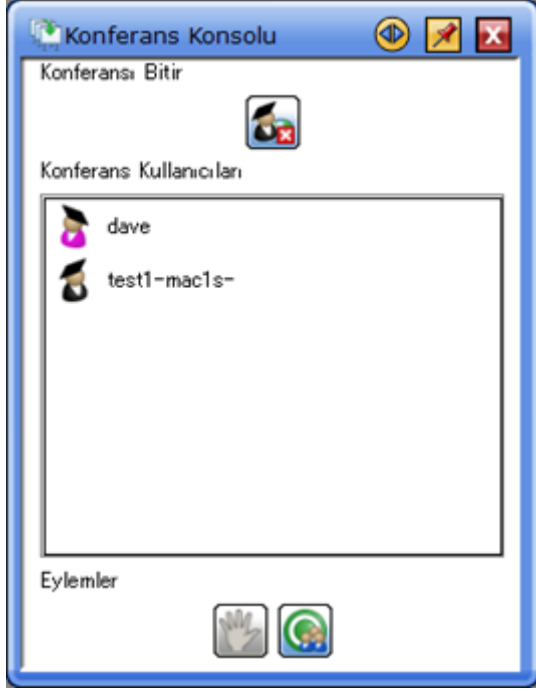 Konferans Konsolu
Konferansı Bitir
Konferans Kullanıcıları
dave
test1-mac1s-
Eylemler